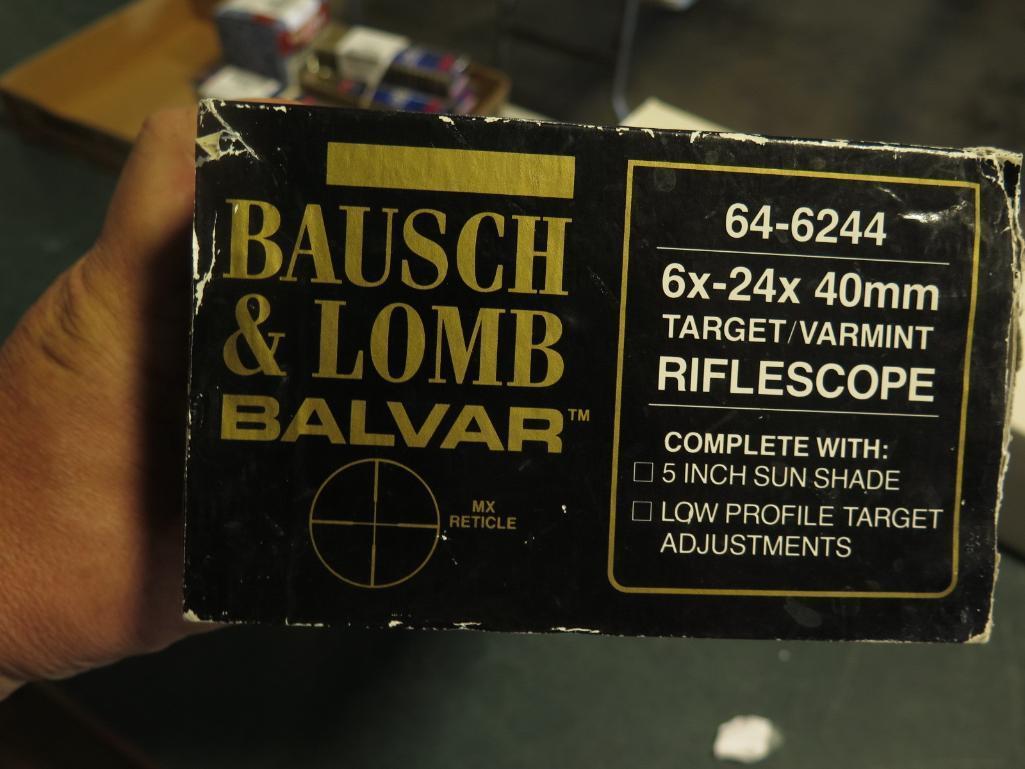 BAUSCH
& LOMB
BALVAR™
MX
RETICLE
64-6244
6x-24x 40mm
TARGET/VARMINT
RIFLESCOPE
COMPLETE WITH:
☐ 5 INCH SUN SHADE
☐ LOW PROFILE TARGET
ADJUSTMENTS